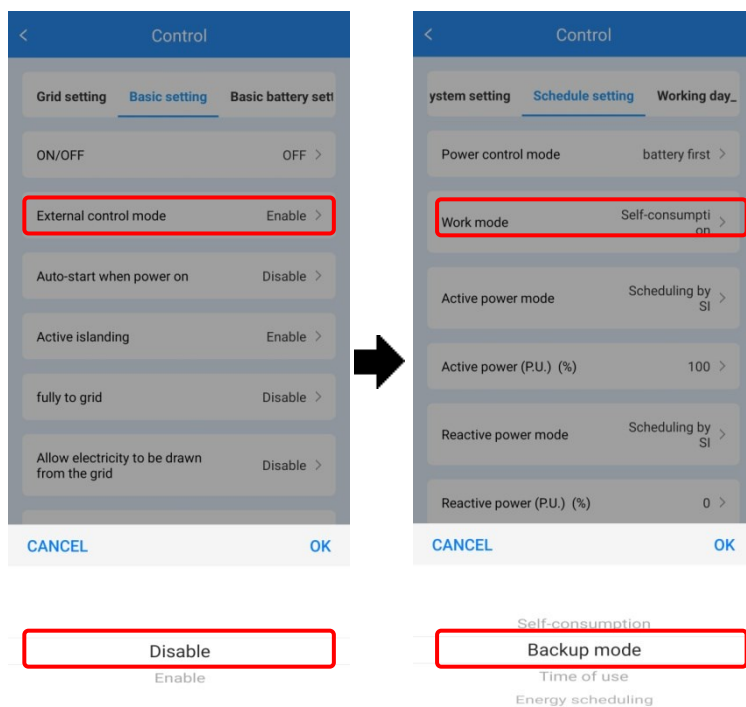 Control
Grid setting Basic setting Basic battery sett
ON/OFF OFF
External control mode Enable
Auto-start when power on Disable
Active islanding Enable
fully to grid Disable
Allow electricity to be drawn
from the grid Disable
CANCEL OK
Disable
Enable
Control
ystem setting Schedule setting Working day_
Power control mode battery first
Work mode Self-consumpti
on
Active power mode Scheduling by
SI
Active power (P.U.) (%) 100
Reactive power mode Scheduling by
SI
Reactive power (P.U.) (%) 0
CANCEL OK
Self-consumption
Backup mode
Time of use
Energy scheduling